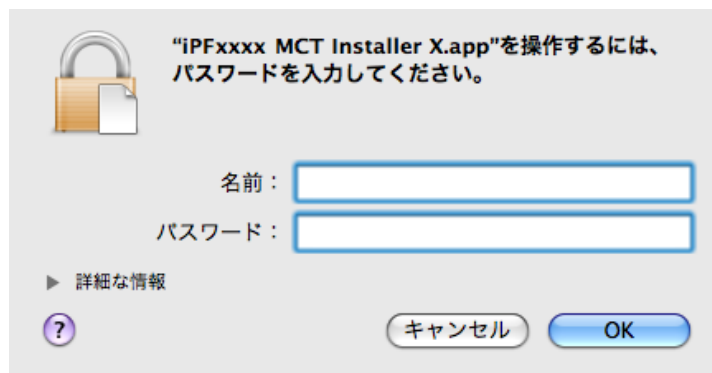 “iPFxxxx MCT Installer X.app”を操作するには、
パスワードを入力してください。
名前：
パスワード：
▶ 詳細な情報
?
キャンセル
OK